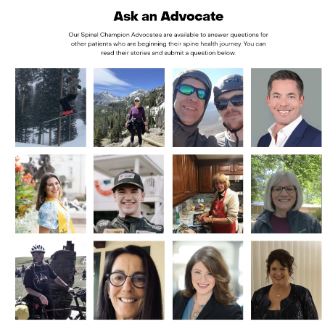 Ask an Advocate
Our Spinal Champion Advocates are available to answer questions for
other patients who are beginning their spine health journey. You can
read their stories and submit a question below.